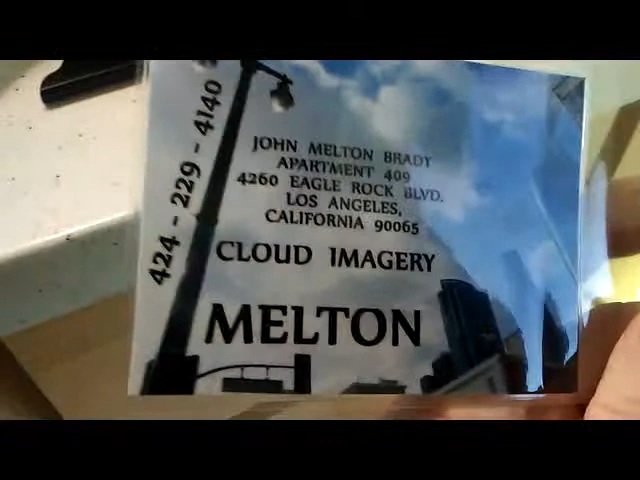 424 - 229 - 4140
JOHN MELTON BRADY
APARTMENT 409
4260 EAGLE ROCK BLVD.
LOS ANGELES,
CALIFORNIA 90065
CLOUD IMAGERY
MELTON